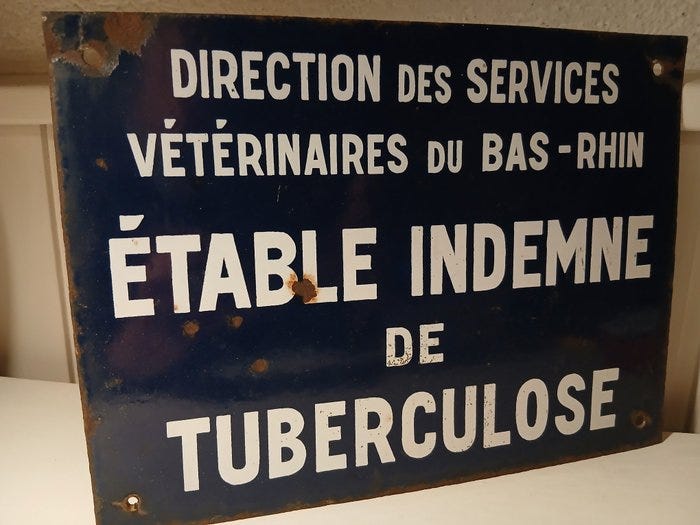 DIRECTION DES SERVICES
VÉTÉRINAIRES DU BAS-RHIN
ÉTABLE INDEMNE
DE
TUBERCULOSE